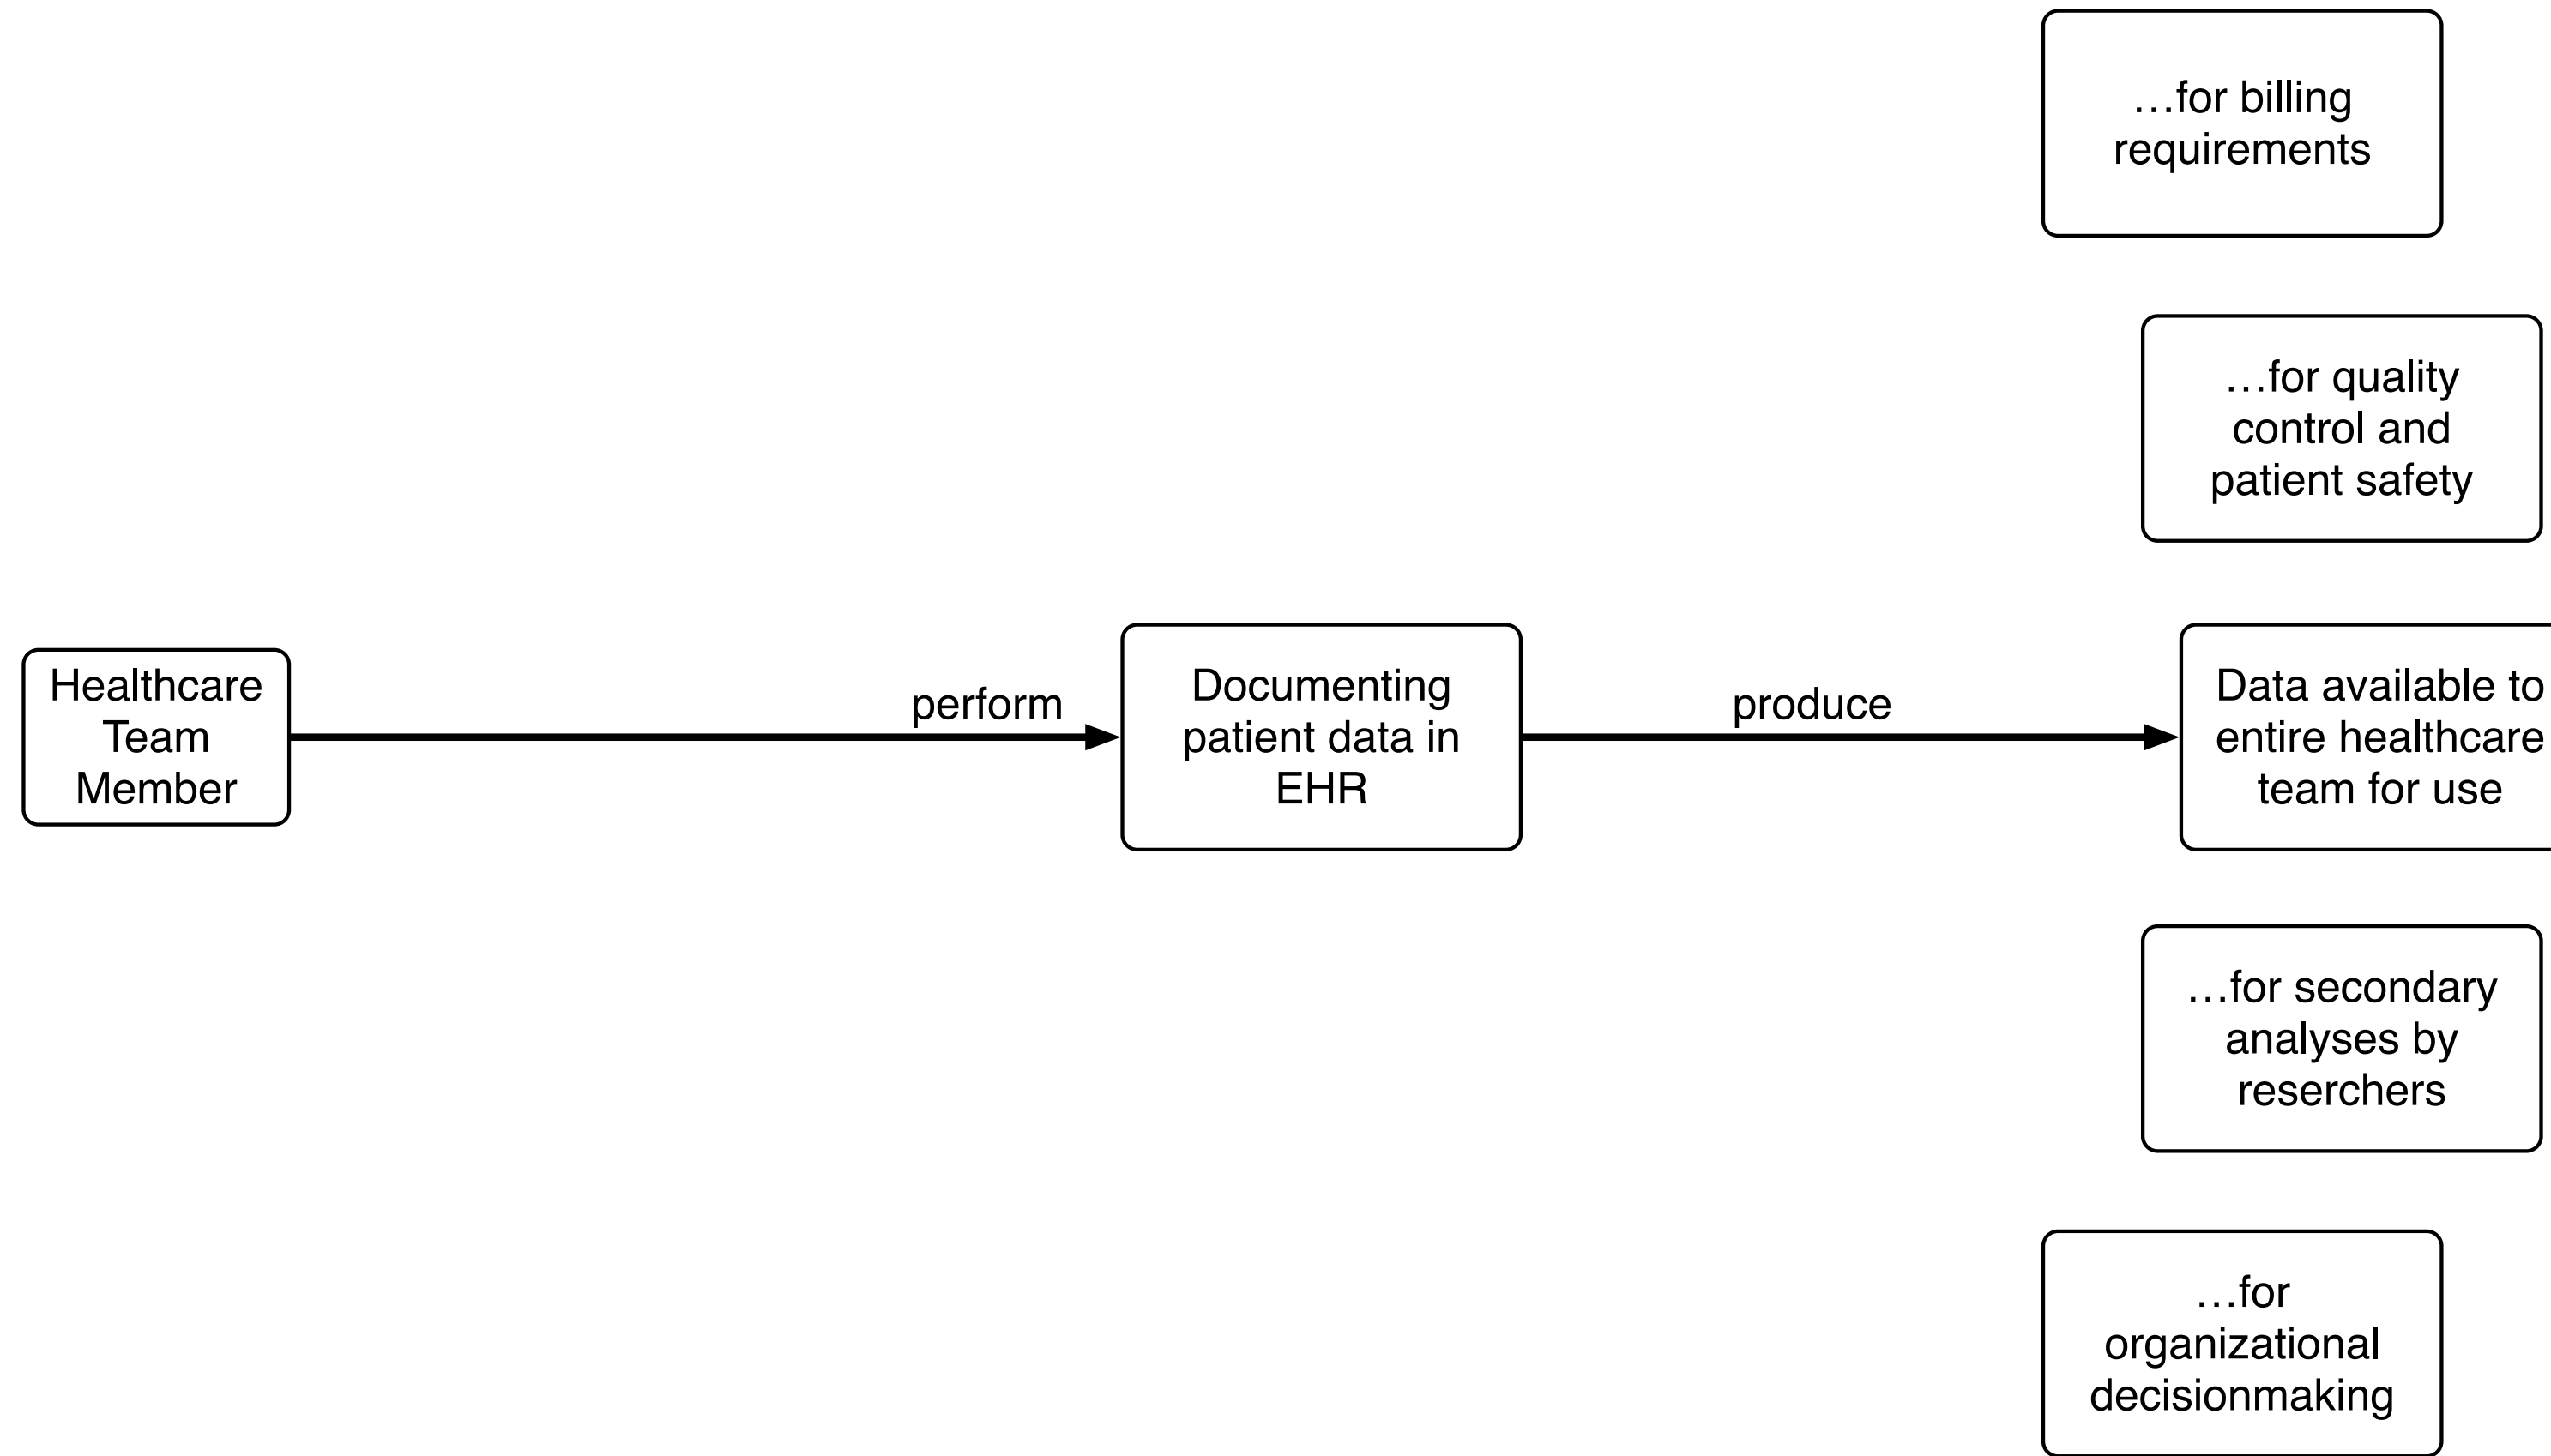 …for billing
requirements
…for quality
control and
patient safety
Healthcare
Team
Member
perform
Documenting
patient data in
EHR
produce
Data available to
entire healthcare
team for use
…for secondary
analyses by
reserchers
…for
organizational
decisionmaking